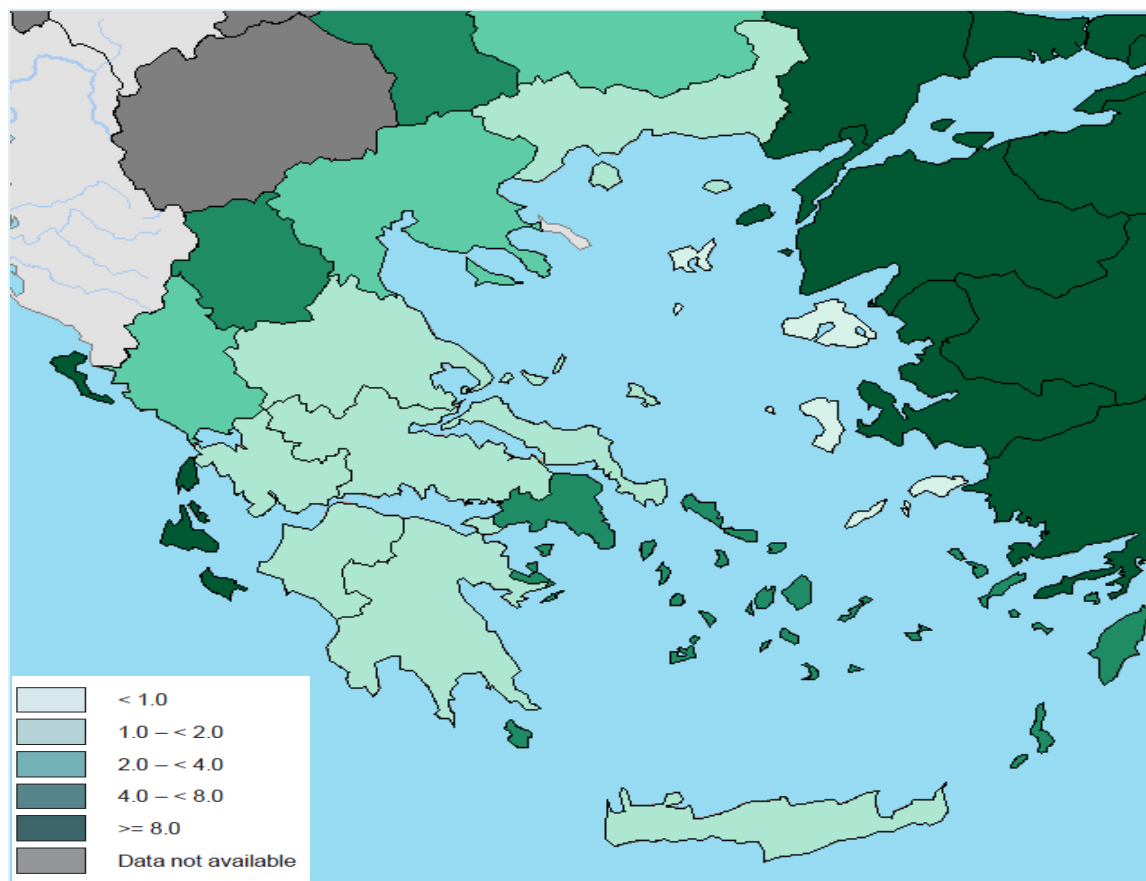 < 1.0
1.0 – < 2.0
2.0 – < 4.0
4.0 – < 8.0
>= 8.0
Data not available